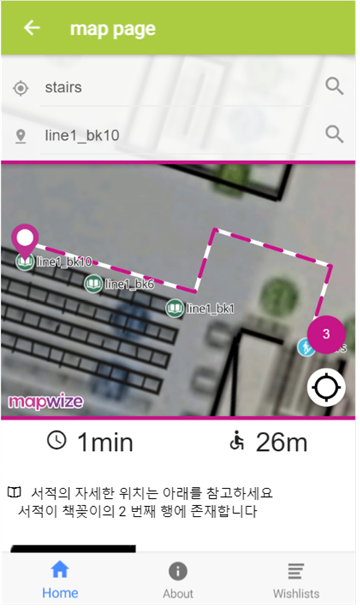 map page
stairs
line1_bk10
line1_bk10
line1_bk6
line1_bk1
3
mapwize
1min 26m
서적의 자세한 위치는 아래를 참고하세요
서적이 책꽂이의 2 번째 행에 존재합니다
Home About Wishlists